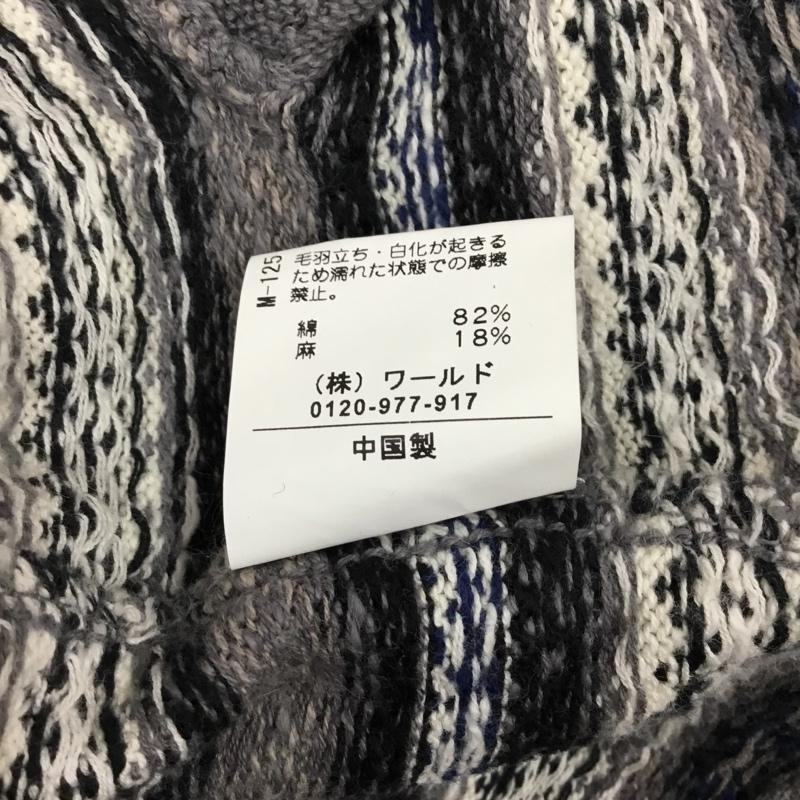 M-125
毛羽立ち・白化が起きる
ため濡れた状態での摩擦
禁止。
綿 82%
麻 18%
(株) ワールド
0120-977-917
中国製